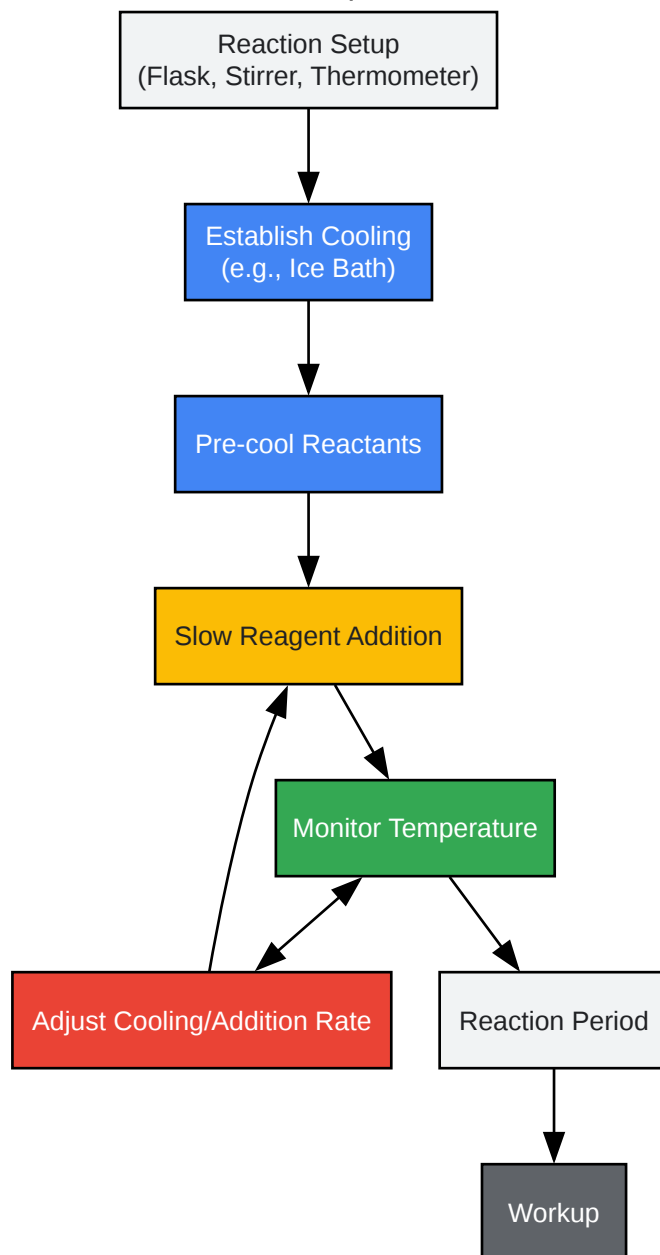 Reaction Setup
(Flask, Stirrer, Thermometer)
Establish Cooling
(e.g., Ice Bath)
Pre-cool Reactants
Slow Reagent Addition
Monitor Temperature
Adjust Cooling/Addition Rate
Reaction Period
Workup